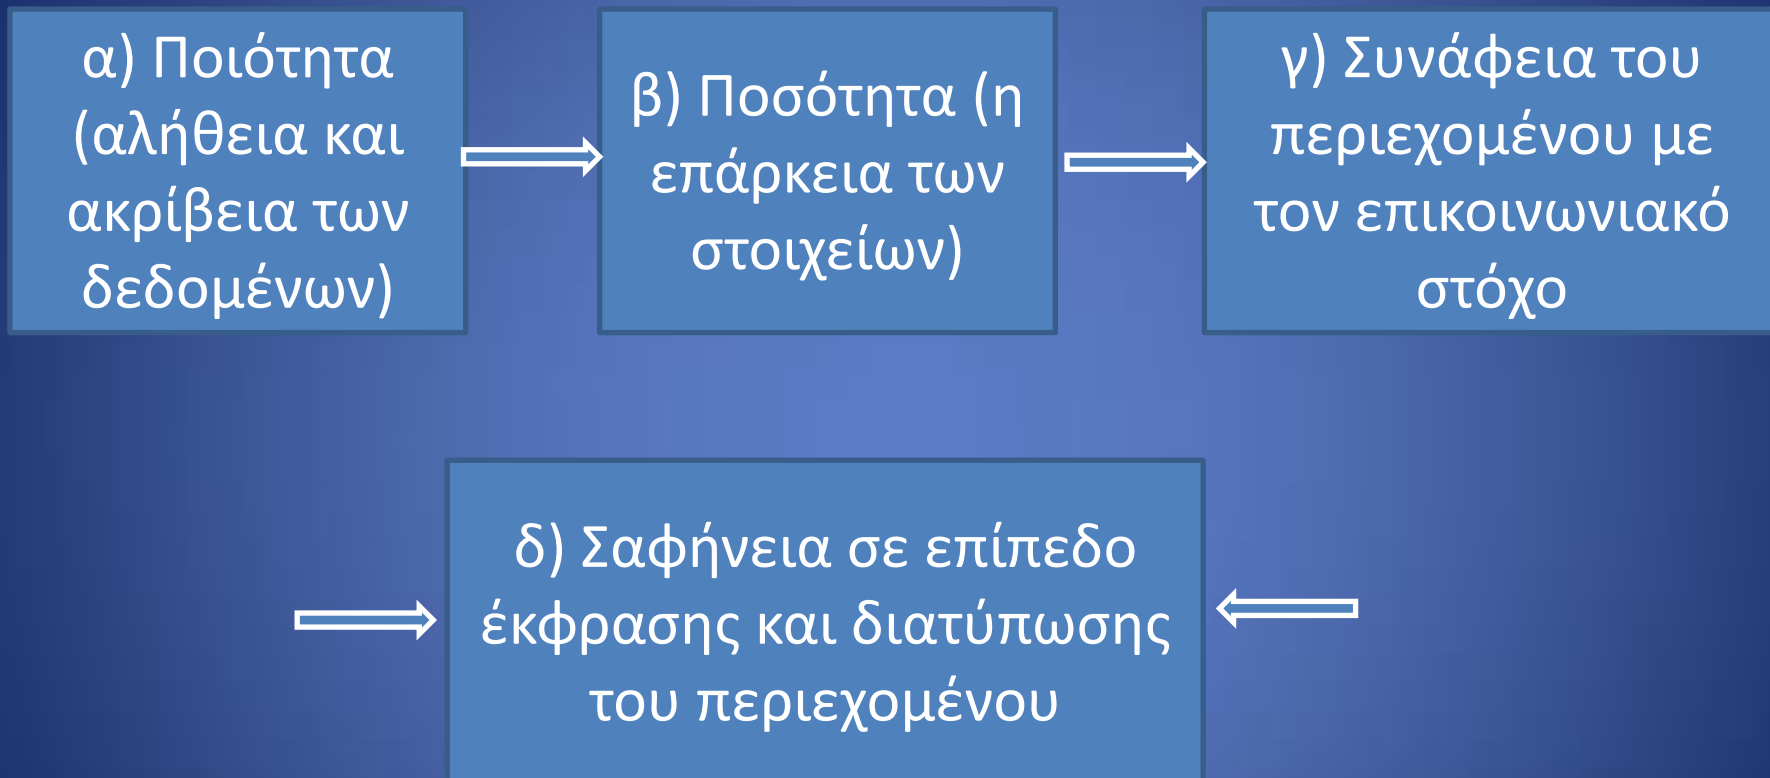 α) Ποιότητα
(αλήθεια και
ακρίβεια των
δεδομένων)
β) Ποσότητα (η
επάρκεια των
στοιχείων)
γ) Συνάφεια του
περιεχομένου με
τον επικοινωνιακό
στόχο
δ) Σαφήνεια σε επίπεδο
έκφρασης και διατύπωσης
του περιεχομένου